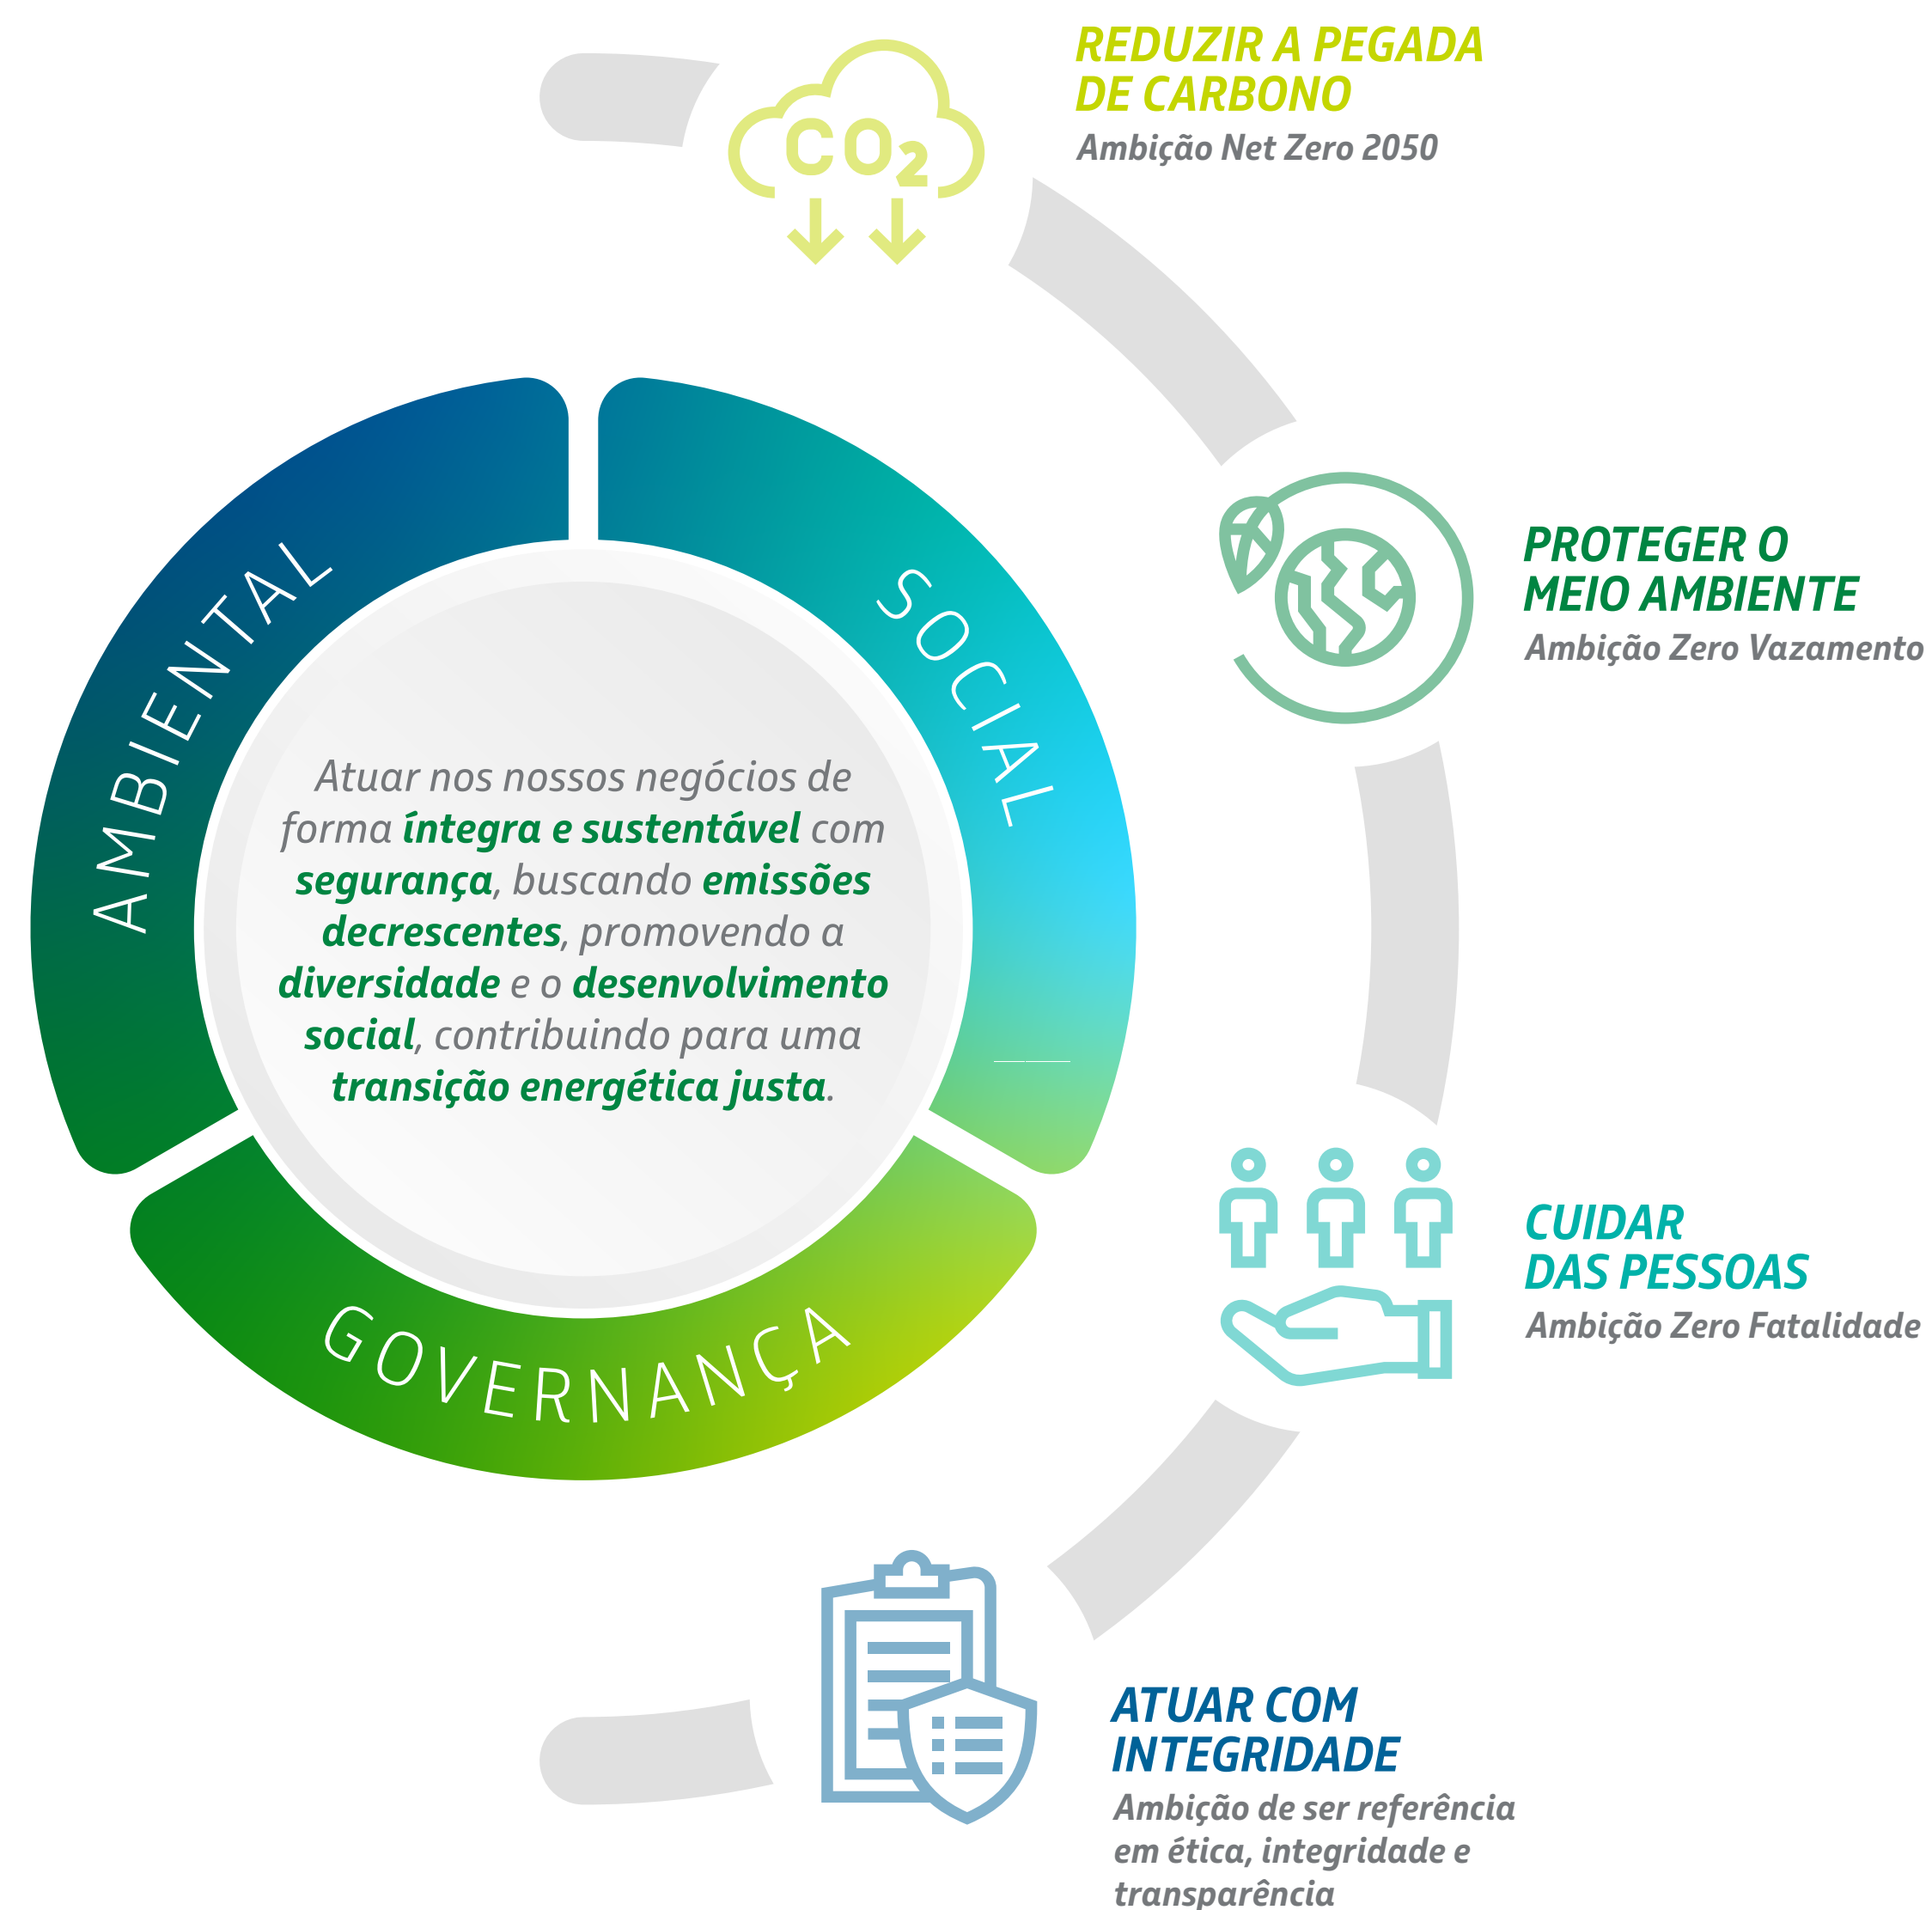 REDUZIR A PEGADA
DE CARBONO
Ambição Net Zero 2050
CO2
PROTEGER O
MEIO AMBIENTE
Ambição Zero Vazamento
AMBIENTAL
SOCIAL
Atuar nos nossos negócios de
forma íntegra e sustentável com
segurança, buscando emissões
decrescentes, promovendo a
diversidade e o desenvolvimento
social, contribuindo para uma
transição energética justa.
GOVERNANÇA
CUIDAR
DAS PESSOAS
Ambição Zero Fatalidade
ATUAR COM
INTEGRIDADE
Ambição de ser referência
em ética, integridade e
transparência